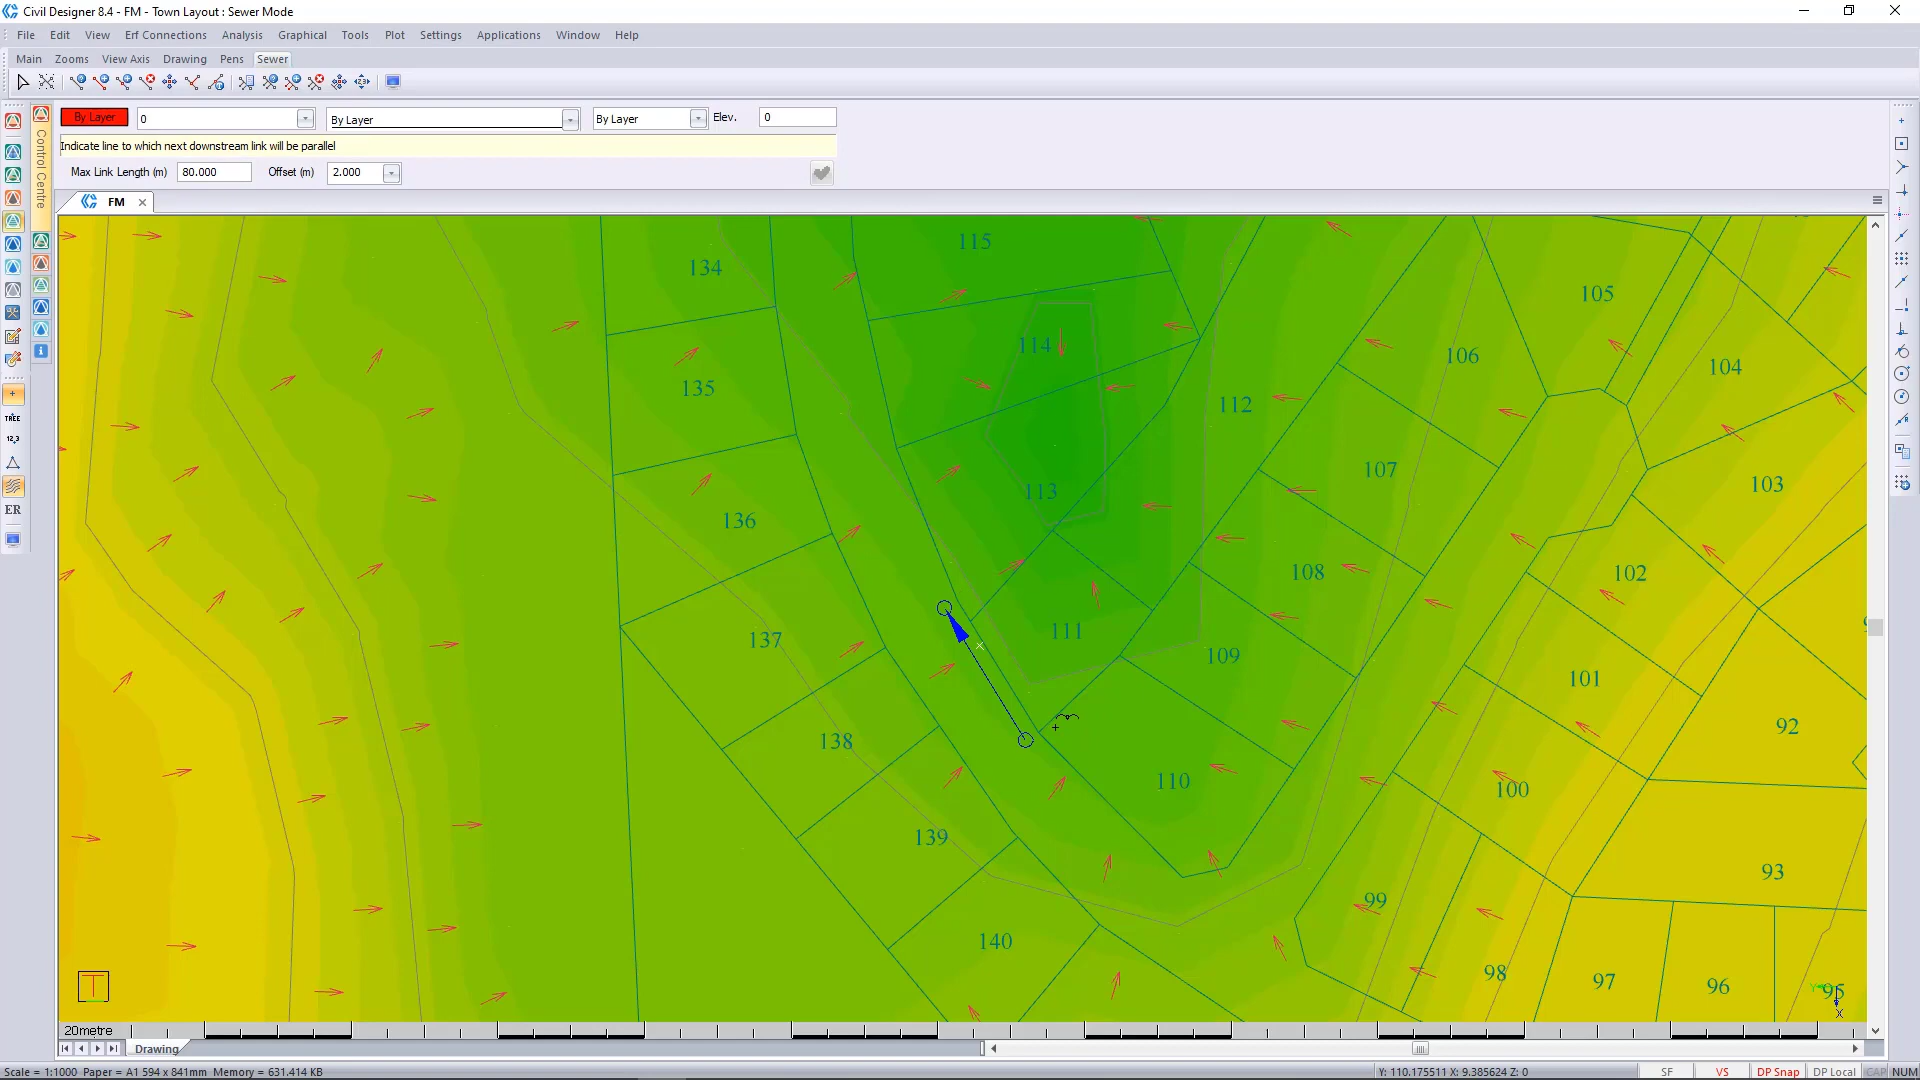 Civil Designer 8.4 - FM - Town Layout : Sewer Mode
File Edit View Erf Connections Analysis Graphical Tools Plot Settings Applications Window Help
Main Zooms View Axis Drawing Pens Sewer
By Layer 0 By Layer By Layer Elev. 0
Indicate line to which next downstream link will be parallel
Max Link Length (m) 80.000 Offset (m) 2.000
Control Centre
FM
TREE
12.3
ER
115
134
105
114
106
104
135
112
107
103
113
136
108
102
111
137
109
101
92
138
110
100
139
93
99
140
98
97
96
95
Y
X
T
20metre
Drawing
Scale = 1:1000 Paper = A1 594 x 841mm Memory = 631.414 KB
Y: 110.175511 X: 9.385624 Z: 0
SF VS DP Snap DP Local CAP NUM